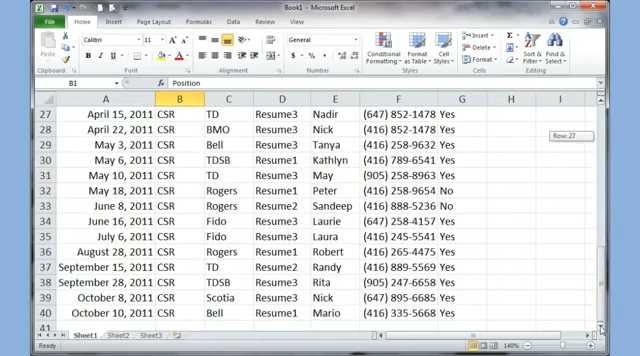 Book1 - Microsoft Excel
File Home Insert Page Layout Formulas Data Review View
Calibri 11 General Conditional Formatting Format as Table Cell Styles Insert Delete Format Sort & Filter Find & Select
Clipboard Font Alignment Number Styles Cells Editing
B1 fx Position
A B C D E F G H I
27 April 15, 2011 CSR TD Resume3 Nadir (647) 852-1478 Yes
28 April 22, 2011 CSR BMO Resume3 Nick (416) 852-1478 Yes
29 May 3, 2011 CSR Bell Resume3 Tanya (416) 258-9632 Yes
30 May 6, 2011 CSR TDSB Resume1 Kathlyn (416) 789-6541 Yes
31 May 10, 2011 CSR TD Resume3 May (905) 258-8963 Yes
32 May 18, 2011 CSR Rogers Resume1 Peter (416) 258-9654 No
33 June 8, 2011 CSR Rogers Resume2 Sandeep (416) 888-5236 No
34 June 16, 2011 CSR Fido Resume3 Laurie (647) 258-4157 Yes
35 July 6, 2011 CSR Fido Resume3 Laura (416) 245-5541 Yes
36 August 28, 2011 CSR Rogers Resume1 Robert (416) 265-4475 Yes
37 September 15, 2011 CSR TD Resume2 Randy (416) 889-5569 Yes
38 September 28, 2011 CSR TDSB Resume3 Rita (905) 247-6658 Yes
39 October 8, 2011 CSR Scotia Resume3 Nick (647) 895-6685 Yes
40 October 10, 2011 CSR Bell Resume1 Mario (416) 335-5668 Yes
41
Row: 27
Sheet1 Sheet2 Sheet3
Ready 140%